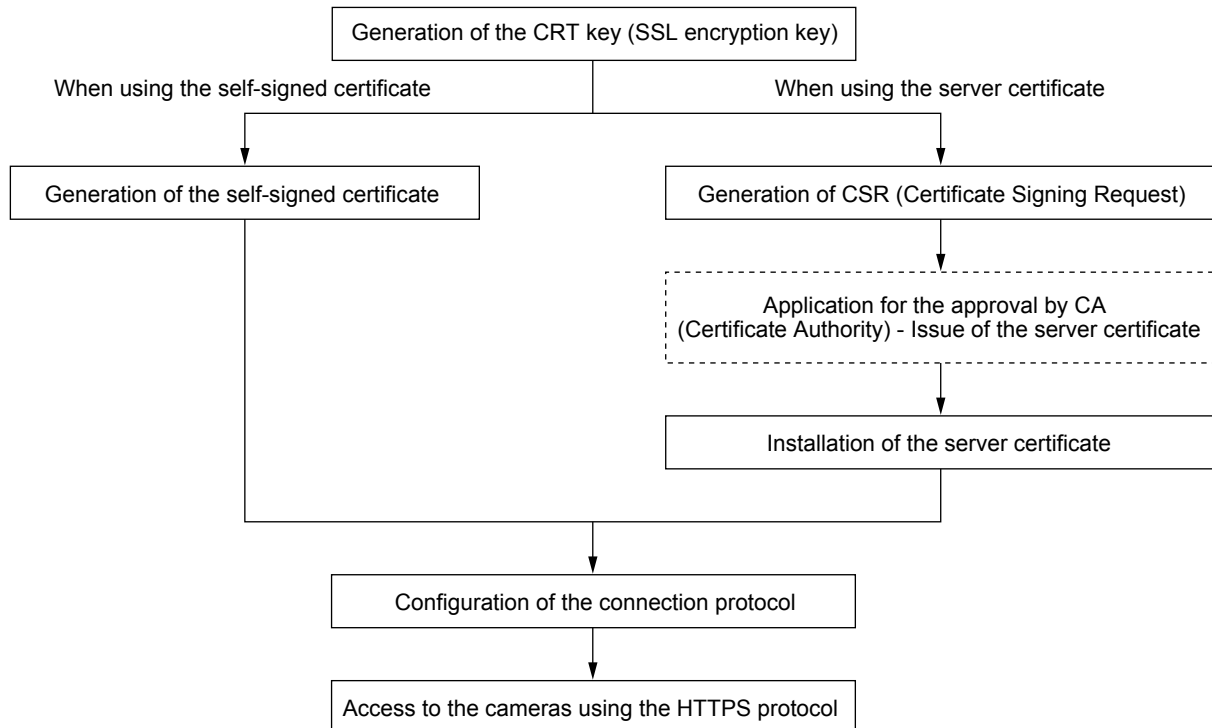 Generation of the CRT key (SSL encryption key)
When using the self-signed certificate
When using the server certificate
Generation of the self-signed certificate
Generation of CSR (Certificate Signing Request)
Application for the approval by CA
(Certificate Authority) - Issue of the server certificate
Installation of the server certificate
Configuration of the connection protocol
Access to the cameras using the HTTPS protocol